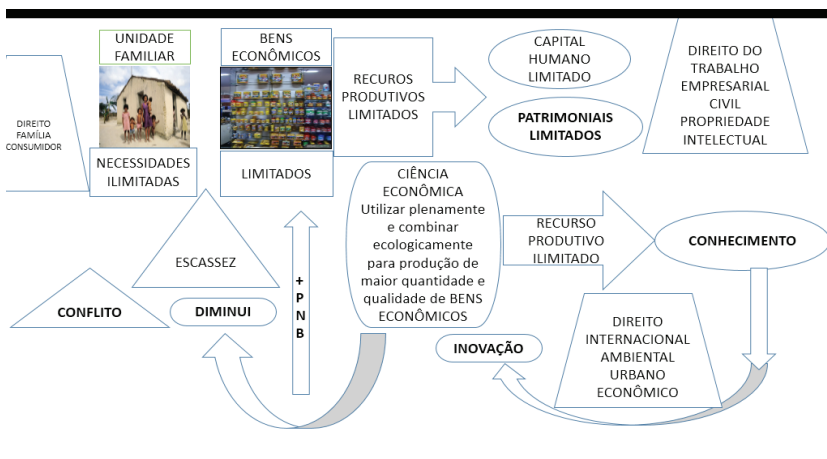 UNIDADE
FAMILIAR
BENS
ECONÔMICOS
RECUROS
PRODUTIVOS
LIMITADOS
CAPITAL
HUMANO
LIMITADO
PATRIMONIAIS
LIMITADOS
DIREITO DO
TRABALHO
EMPRESARIAL
CIVIL
PROPRIEDADE
INTELECTUAL
DIREITO
FAMÍLIA
CONSUMIDOR
NECESSIDADES
ILIMITADAS
LIMITADOS
CIÊNCIA
ECONÔMICA
Utilizar plenamente
e combinar
ecologicamente
para produção de
maior quantidade e
qualidade de BENS
ECONÔMICOS
RECURSO
PRODUTIVO
ILIMITADO
CONHECIMENTO
ESCASSEZ
CONFLITO
DIMINUI
+
P
N
B
INOVAÇÃO
DIREITO
INTERNACIONAL
AMBIENTAL
URBANO
ECONÔMICO